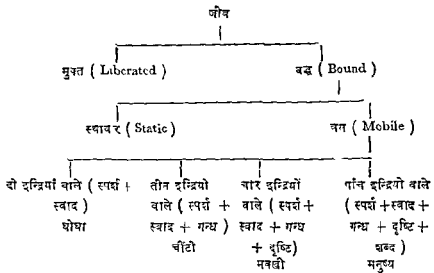 जीव
मुक्त ( Liberated )
बद्ध ( Bound )
स्थावर ( Static )
त्रस ( Mobile )
दो इन्द्रियों वाले ( स्पर्श +
स्वाद )
घोंघा
तीन इन्द्रियो
वाले ( स्पर्श +
स्वाद + गन्ध )
चींटी
चार इन्द्रियों
वाले ( स्पर्श+
स्वाद + गन्ध
+ दृष्टि )
मक्खी
पाँच इन्द्रियो वाले
( स्पर्श+स्वाद +
गन्ध + दृष्टि +
शब्द )
मनुष्य